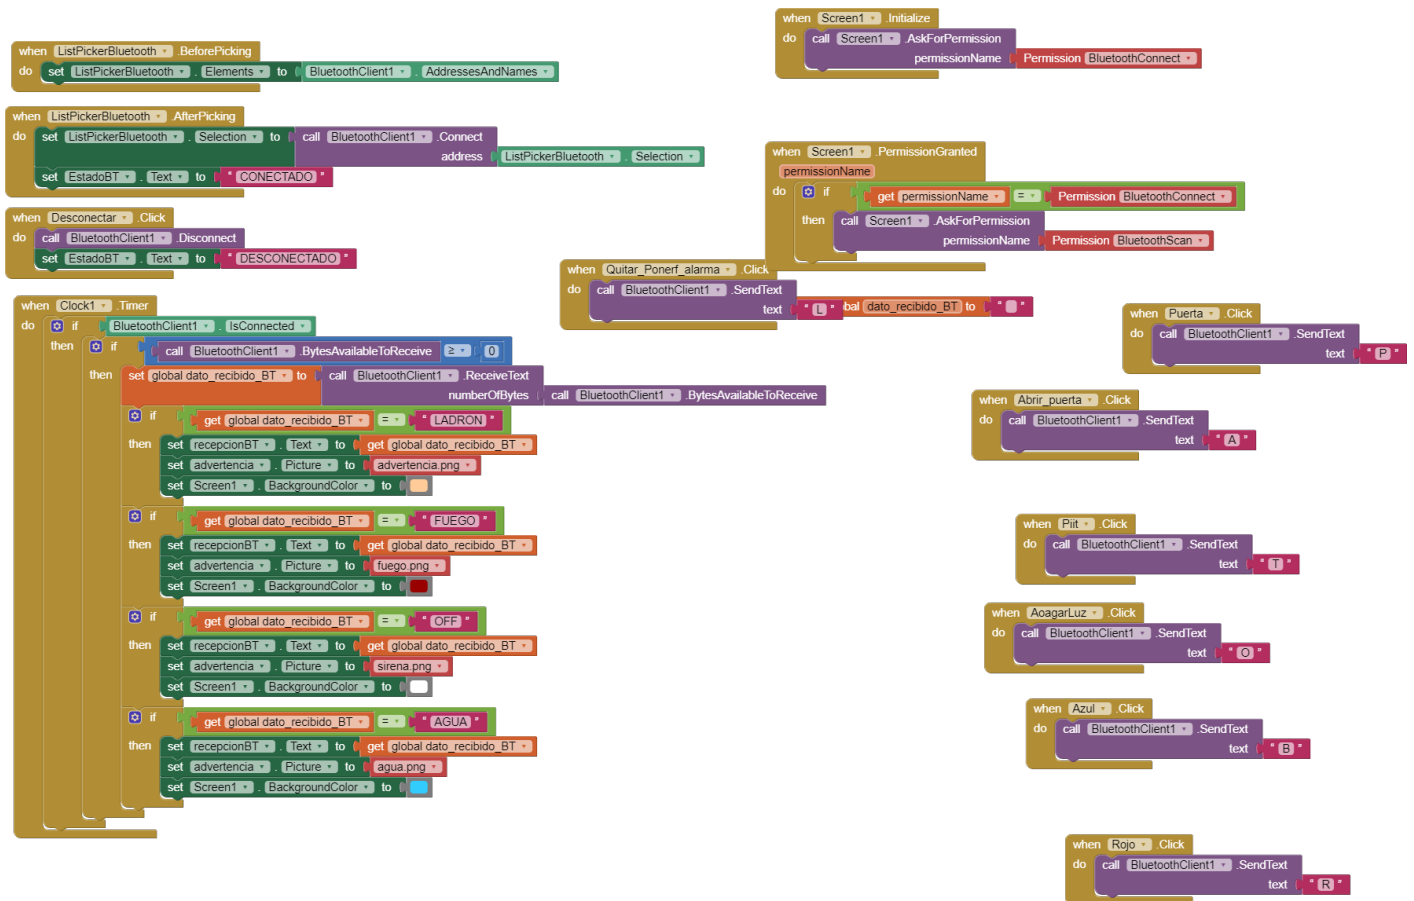 when ListPickerBluetooth .BeforePicking
do set ListPickerBluetooth . Elements to BluetoothClient1 . AddressesAndNames
when ListPickerBluetooth .AfterPicking
do set ListPickerBluetooth . Selection to call BluetoothClient1 .Connect
address ListPickerBluetooth . Selection
set EstadoBT . Text to " CONECTADO "
when Desconectar .Click
do call BluetoothClient1 .Disconnect
set EstadoBT . Text to " DESCONECTADO "
when Clock1 .Timer
do if BluetoothClient1 . IsConnected
then if call BluetoothClient1 .BytesAvailableToReceive ≥ 0
then set global dato_recibido_BT to call BluetoothClient1 .ReceiveText
numberOfBytes call BluetoothClient1 .BytesAvailableToReceive
if get global dato_recibido_BT = " LADRON "
then set recepcionBT . Text to get global dato_recibido_BT
set advertencia . Picture to advertencia.png
set Screen1 . BackgroundColor to
if get global dato_recibido_BT = " FUEGO "
then set recepcionBT . Text to get global dato_recibido_BT
set advertencia . Picture to fuego.png
set Screen1 . BackgroundColor to
if get global dato_recibido_BT = " OFF "
then set recepcionBT . Text to get global dato_recibido_BT
set advertencia . Picture to sirena.png
set Screen1 . BackgroundColor to
if get global dato_recibido_BT = " AGUA "
then set recepcionBT . Text to get global dato_recibido_BT
set advertencia . Picture to agua.png
set Screen1 . BackgroundColor to
when Screen1 .Initialize
do call Screen1 .AskForPermission
permissionName Permission BluetoothConnect
when Screen1 .PermissionGranted
permissionName
do if get permissionName = Permission BluetoothConnect
then call Screen1 .AskForPermission
permissionName Permission BluetoothScan
when Quitar_Ponerf_alarma .Click
do call BluetoothClient1 .SendText
text " L "
bal dato_recibido_BT to " "
when Puerta .Click
do call BluetoothClient1 .SendText
text " P "
when Abrir_puerta .Click
do call BluetoothClient1 .SendText
text " A "
when Piit .Click
do call BluetoothClient1 .SendText
text " T "
when AoagarLuz .Click
do call BluetoothClient1 .SendText
text " O "
when Azul .Click
do call BluetoothClient1 .SendText
text " B "
when Rojo .Click
do call BluetoothClient1 .SendText
text " R "